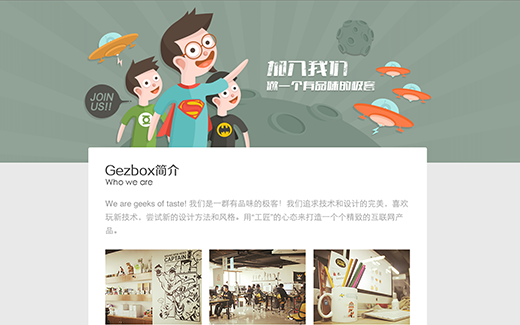 加入我们
做一个有品味的极客
JOIN
US!!
Gezbox简介
Who we are
We are geeks of taste! 我们是一群有品味的极客！我们追求技术和设计的完美、喜欢
玩新技术、尝试新的设计方法和风格。用“工匠”的心态来打造一个个精致的互联网产
品。
CAPTAIN